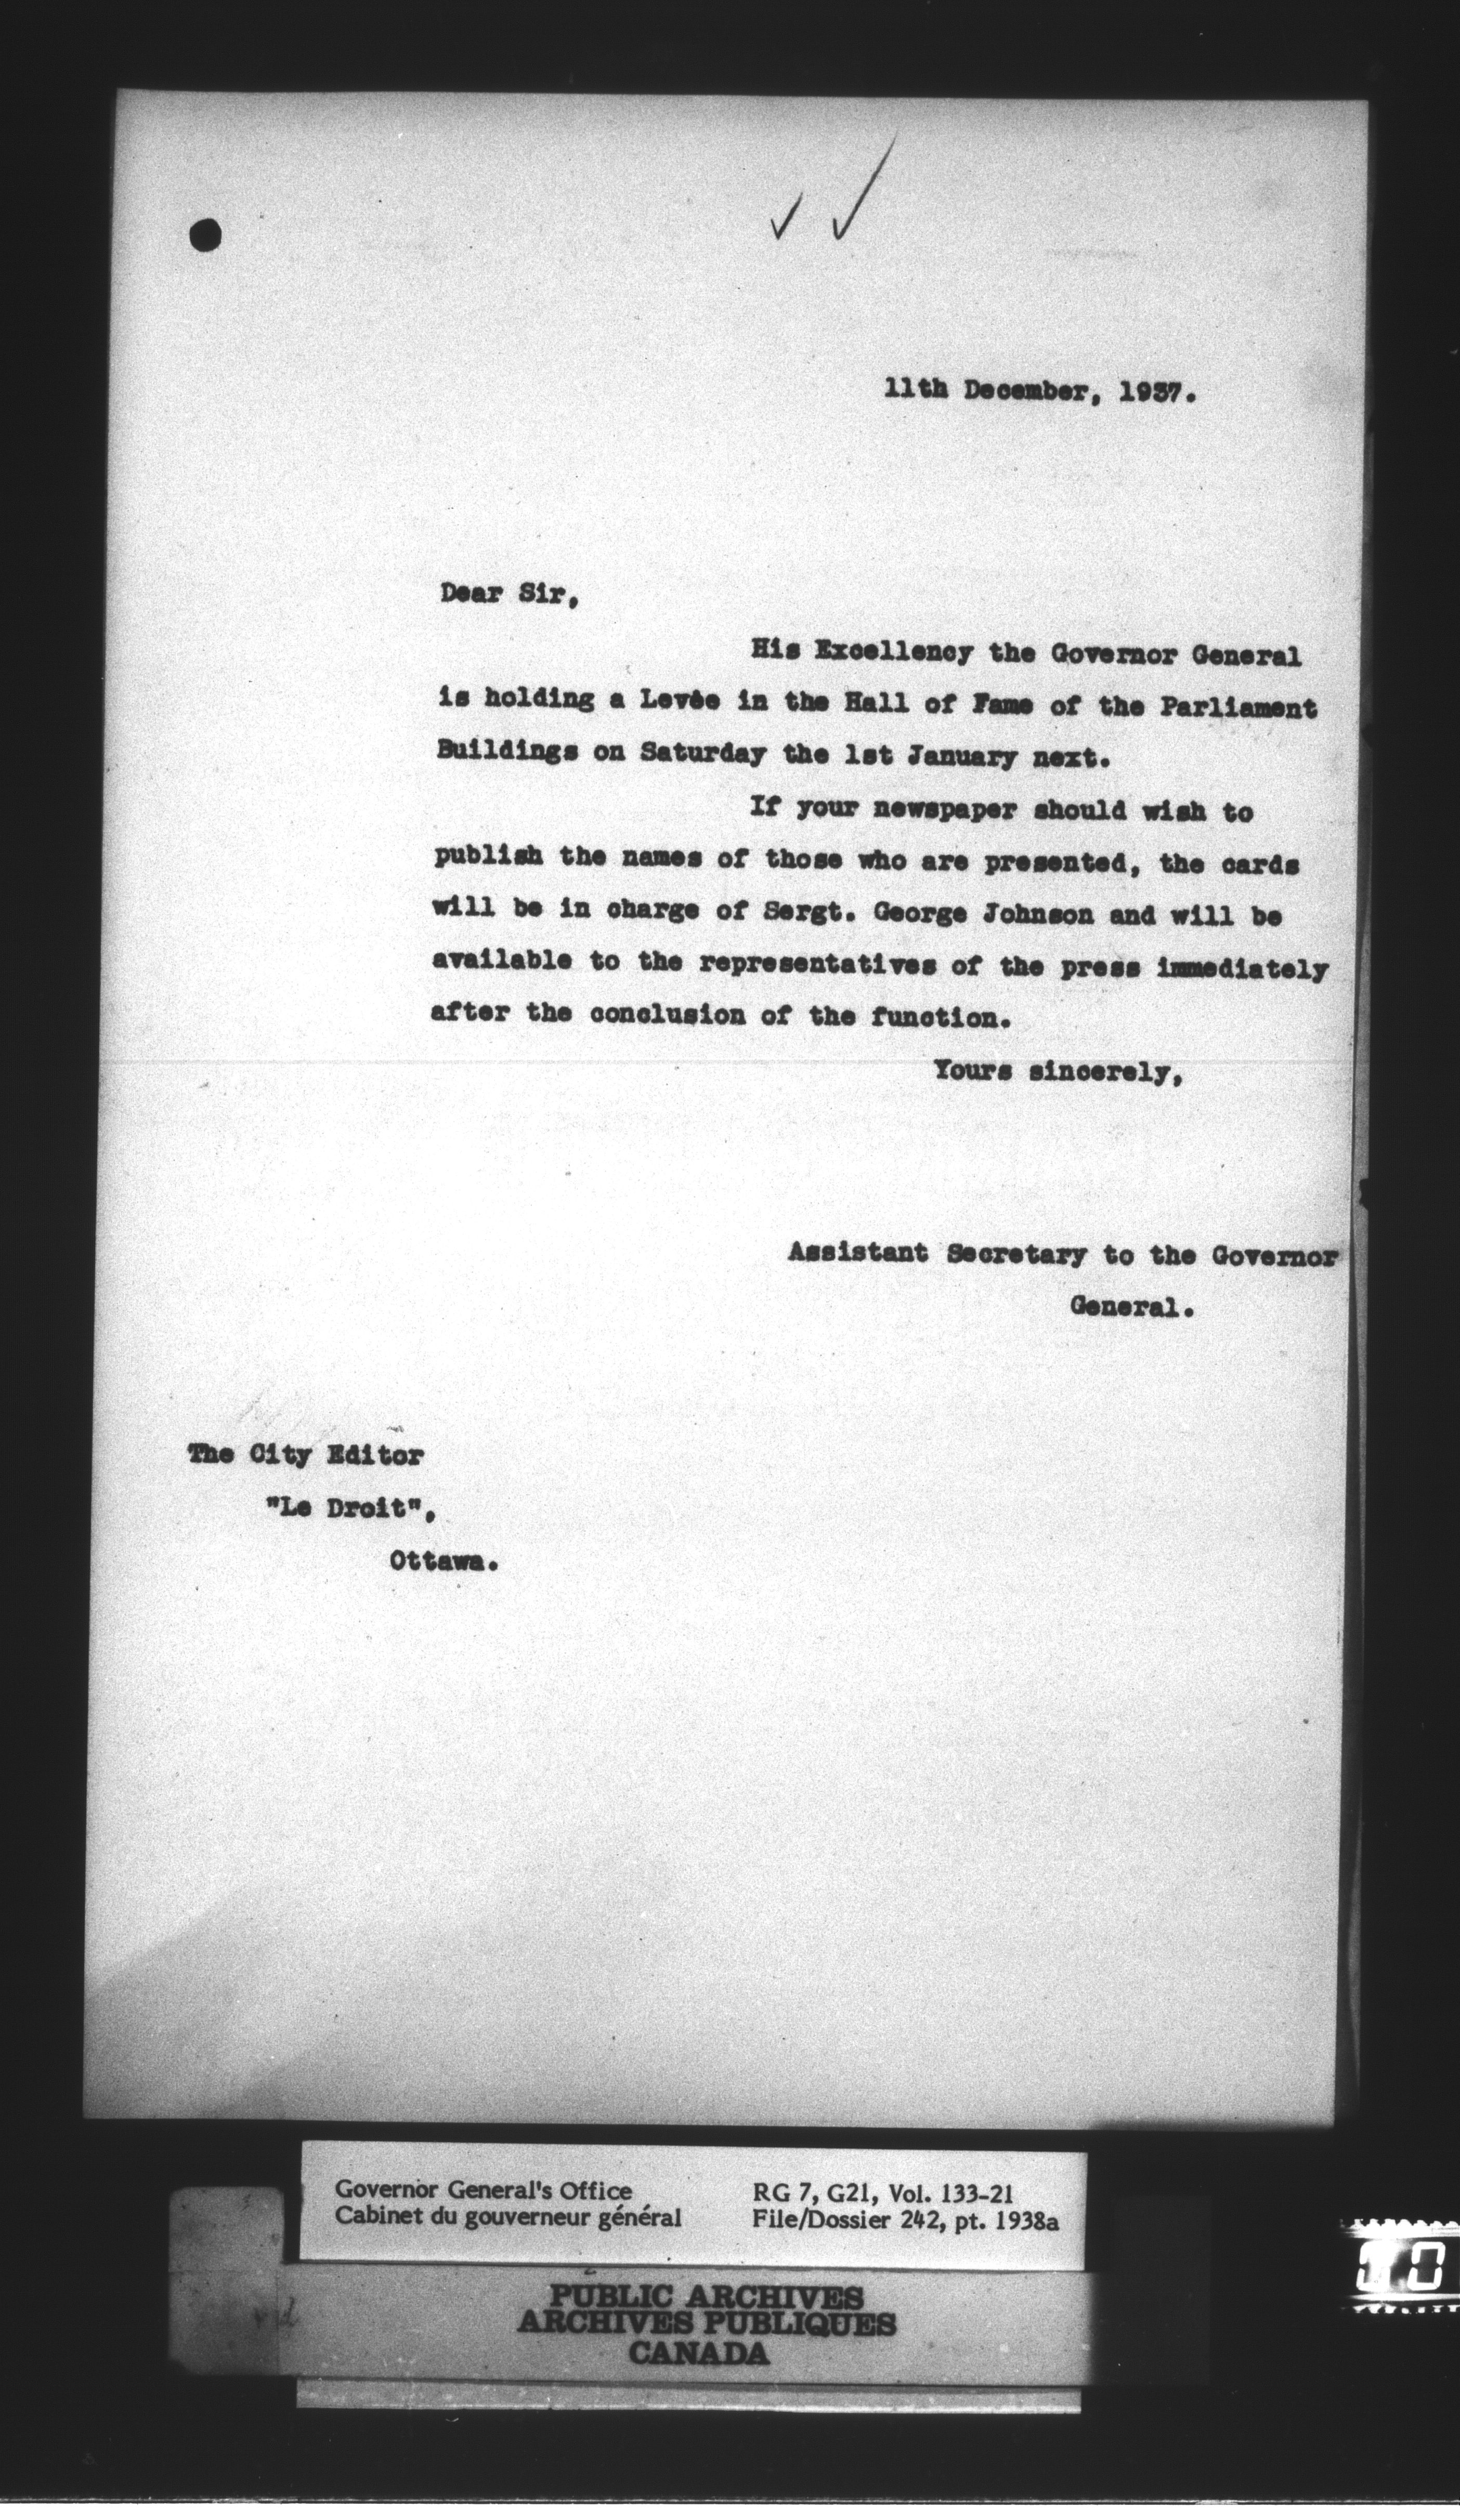 11th December, 1937.
Dear Sir,
His Excellency the Governor General
is holding a Levée in the Hall of Fame of the Parliament
Buildings on Saturday the 1st January next.
If your newspaper should wish to
publish the names of those who are presented, the cards
will be in charge of Sergt. George Johnson and will be
available to the representatives of the press immediately
after the conclusion of the function.
Yours sincerely,
Assistant Secretary to the Governor
General.
The City Editor
"Le Droit",
Ottawa.
Governor General's Office RG 7, G21, Vol. 133-21
Cabinet du gouverneur général File/Dossier 242, pt. 1938a
PUBLIC ARCHIVES
ARCHIVES PUBLIQUES
CANADA